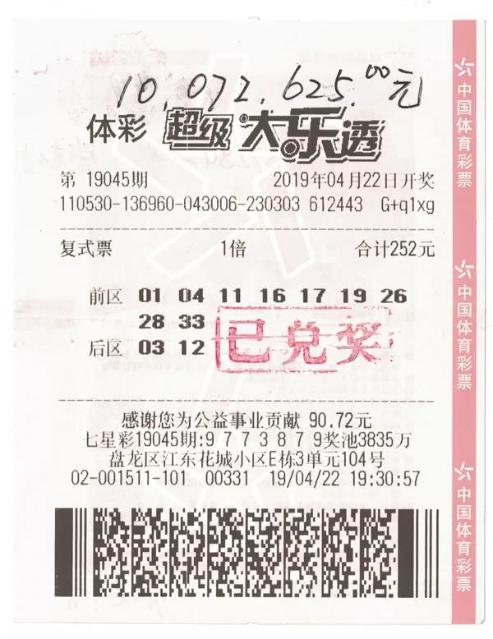 10,072,625.00元
体彩 超级大乐透
第 19045期 2019年04月22日开奖
110530-136960-043006-230303 612443 G+q1xg
复式票 1倍 合计252元
前区 01 04 11 16 17 19 26
28 33
后区 03 12
已兑奖
感谢您为公益事业贡献 90.72元
七星彩19045期:9 7 7 3 8 7 9奖池3835万
盘龙区江东花城小区E栋3单元104号
02-001511-101 00331 19/04/22 19:30:57
中国体育彩票
中国体育彩票
中国体育彩票